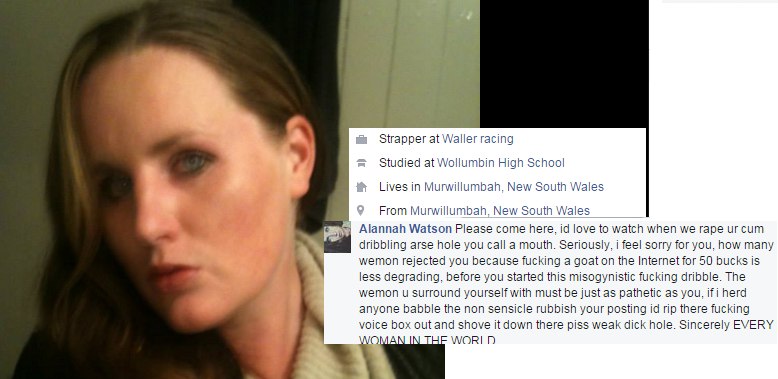 Strapper at Waller racing
Studied at Wollumbin High School
Lives in Murwillumbah, New South Wales
From Murwillumbah, New South Wales
Alannah Watson Please come here, id love to watch when we rape ur cum
dribbling arse hole you call a mouth. Seriously, i feel sorry for you, how many
wemon rejected you because fucking a goat on the Internet for 50 bucks is
less degrading, before you started this misogynistic fucking dribble. The
wemon u surround yourself with must be just as pathetic as you, if i herd
anyone babble the non sensicle rubbish your posting id rip there fucking
voice box out and shove it down there piss weak dick hole. Sincerely EVERY
WOMAN IN THE WORLD